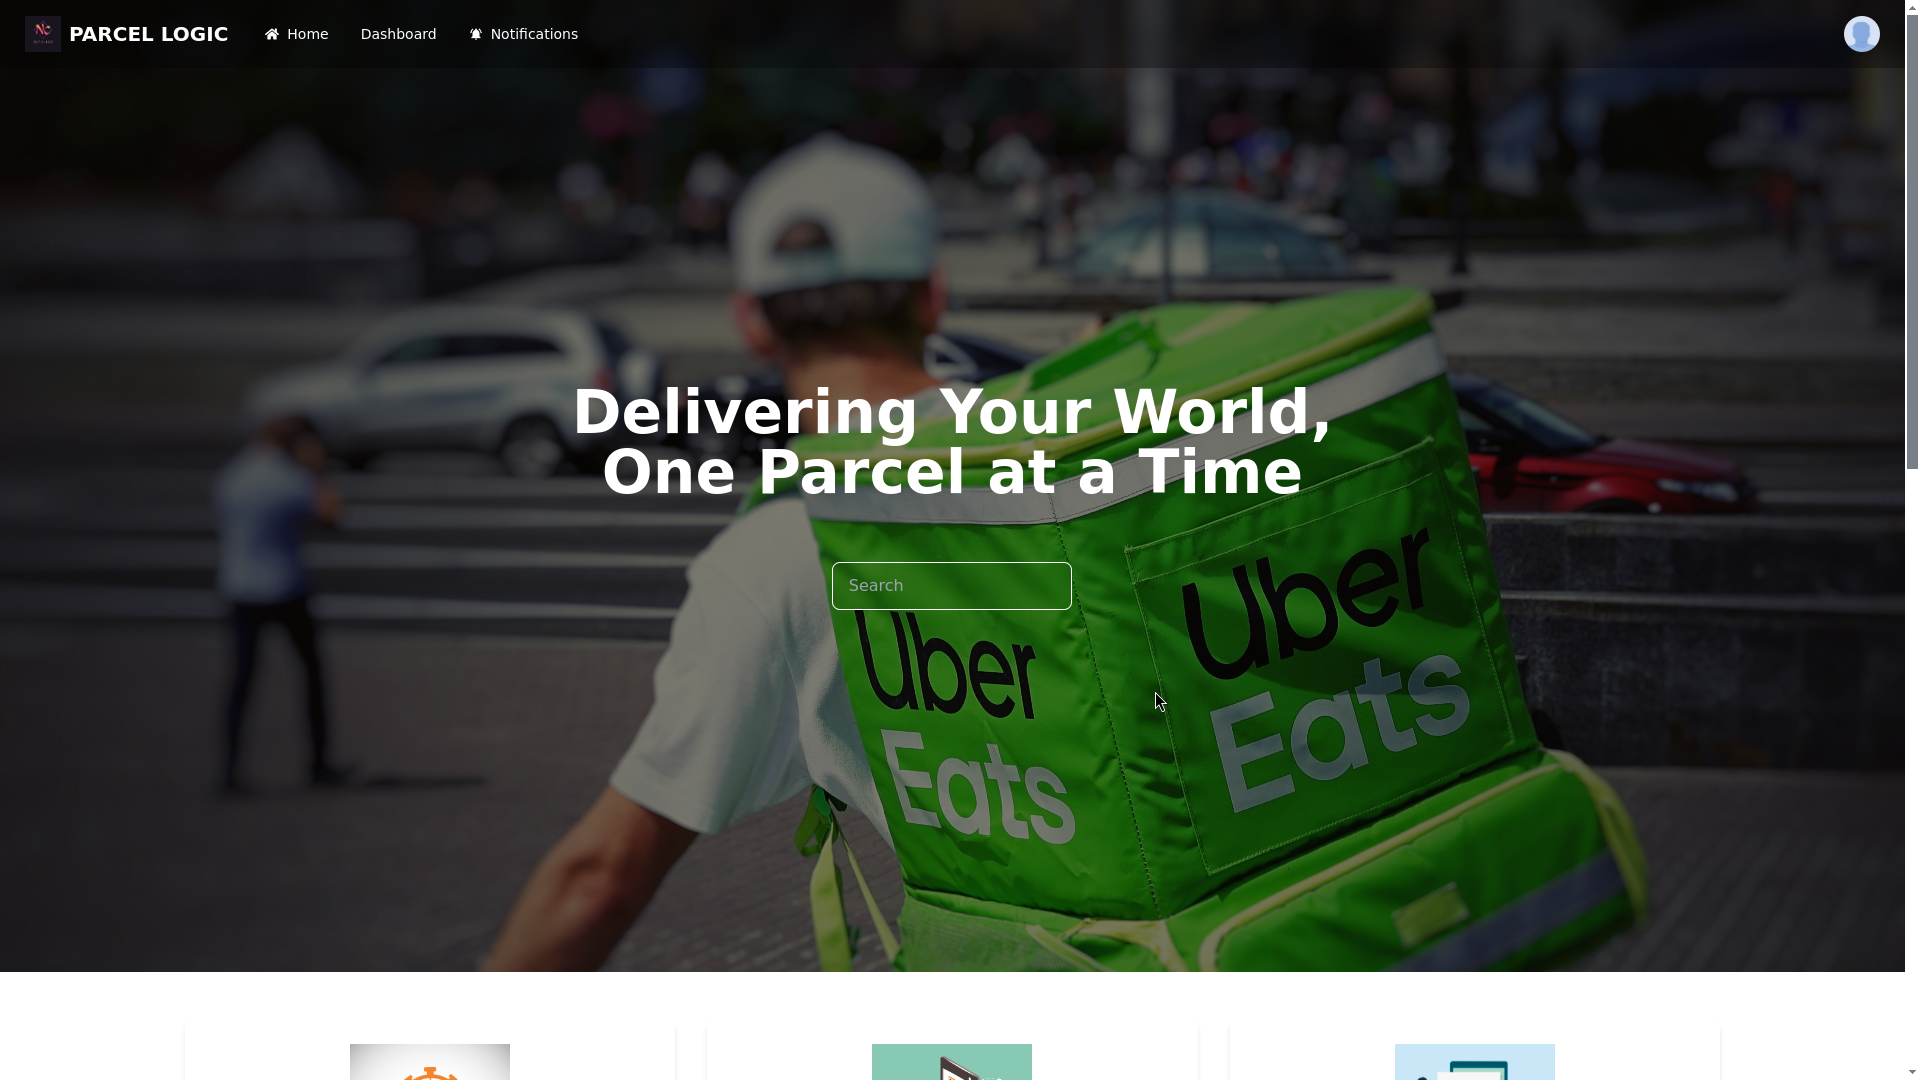 PARCEL LOGIC
Home
Dashboard
Notifications
Delivering Your World,
One Parcel at a Time
Search
Uber
Eats
Uber
Eats